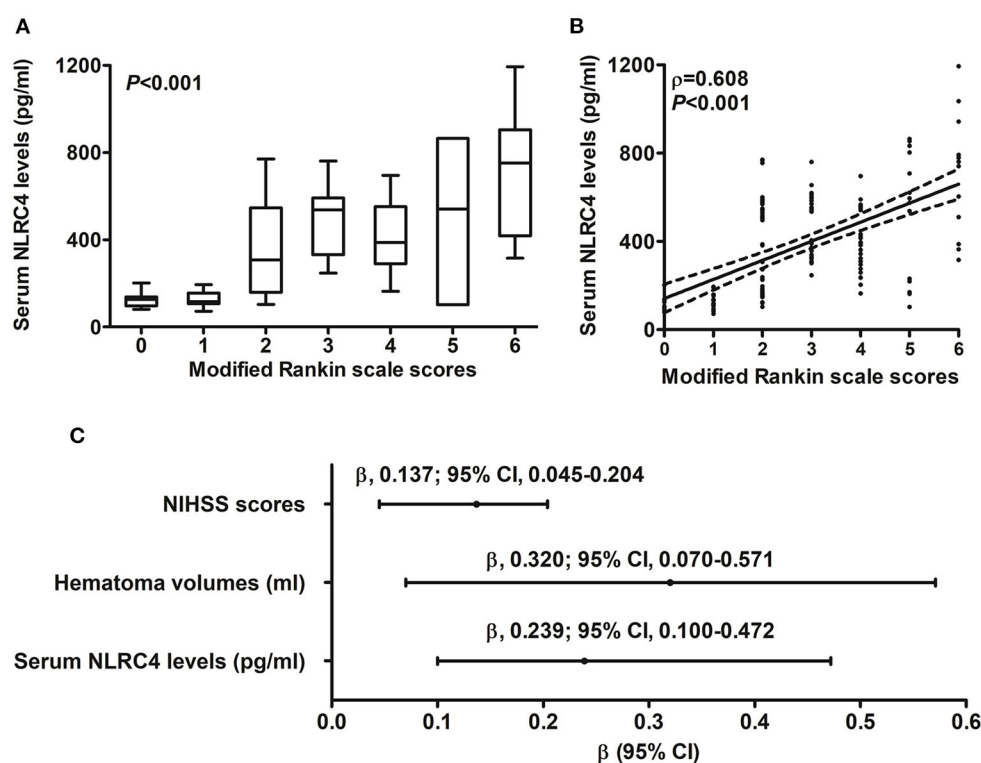 A
Serum NLRC4 levels (pg/ml)
1200
800
400
0
P<0.001
0 1 2 3 4 5 6
Modified Rankin scale scores
B
Serum NLRC4 levels (pg/ml)
1200
800
400
0
ρ=0.608
P<0.001
0 1 2 3 4 5 6
Modified Rankin scale scores
C
β, 0.137; 95% CI, 0.045-0.204
NIHSS scores
β, 0.320; 95% CI, 0.070-0.571
Hematoma volumes (ml)
β, 0.239; 95% CI, 0.100-0.472
Serum NLRC4 levels (pg/ml)
0.0 0.1 0.2 0.3 0.4 0.5 0.6
β (95% CI)